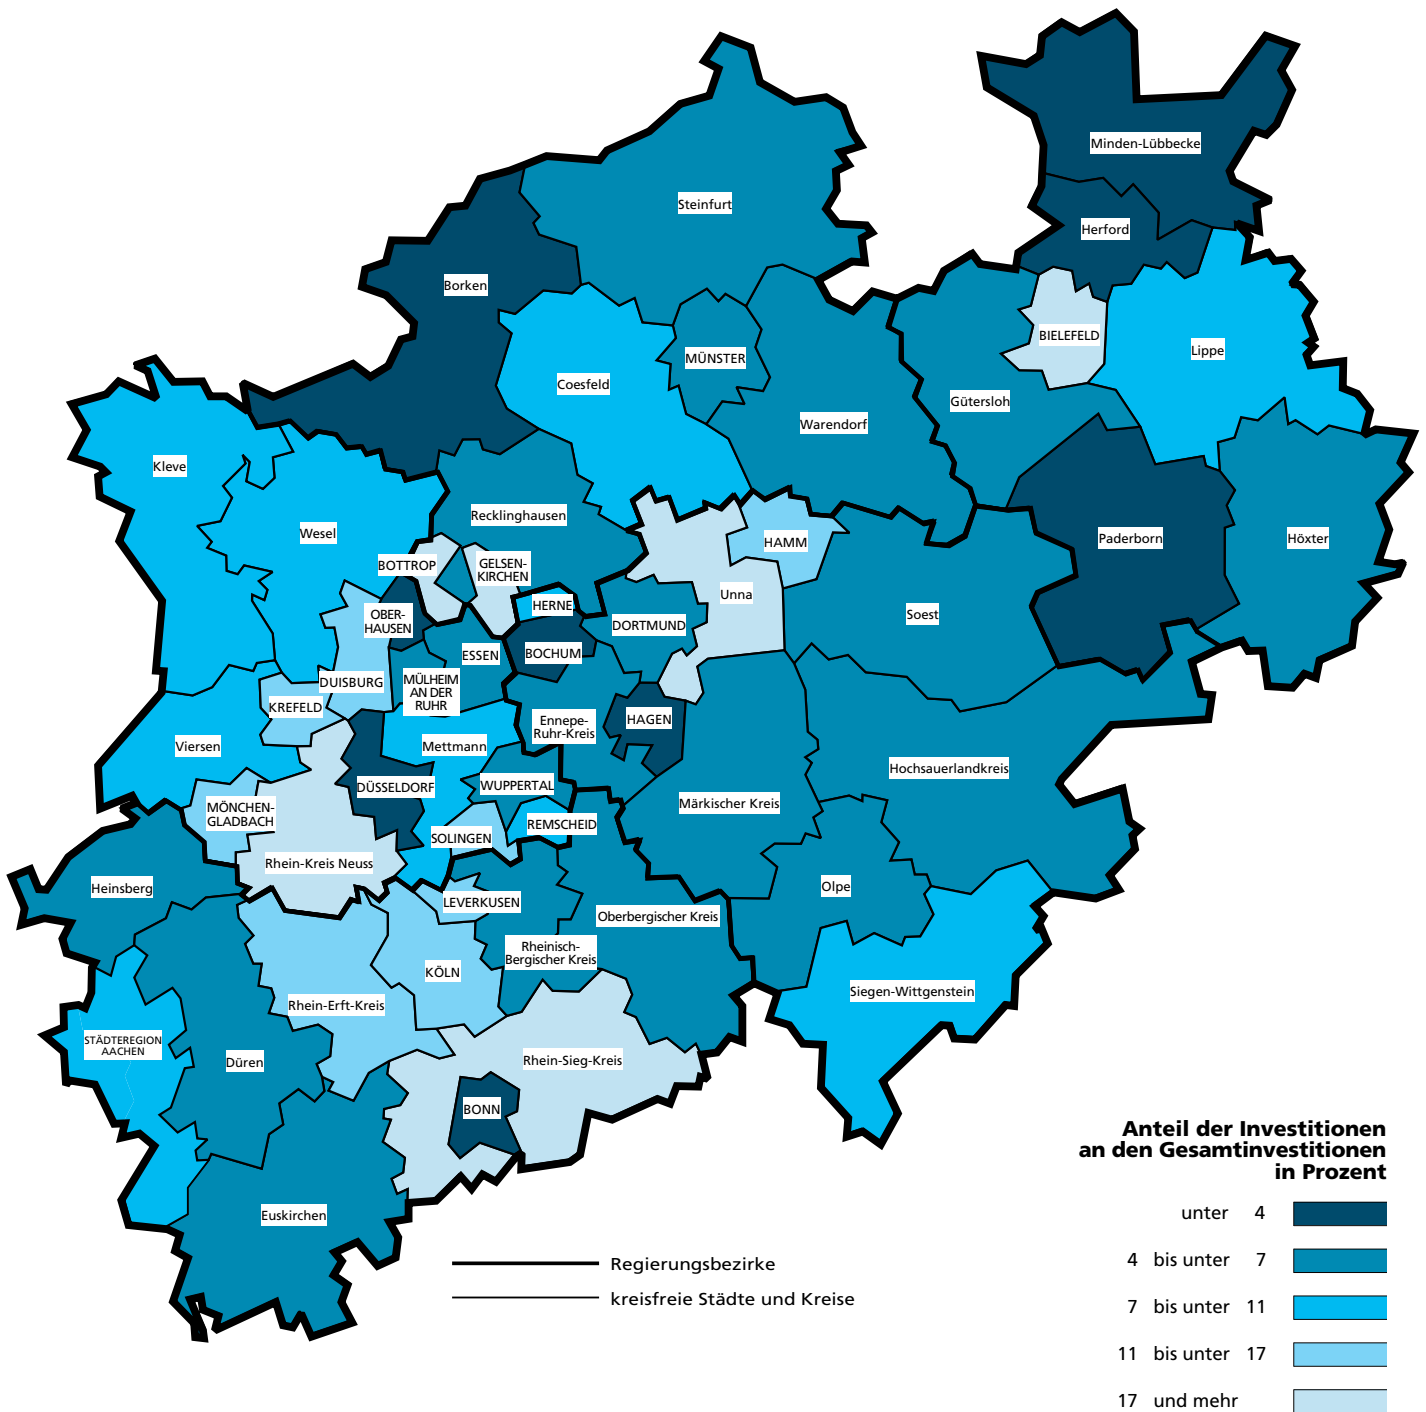 Minden-Lübbecke
Steinfurt
Herford
Borken
BIELEFELD
Lippe
MÜNSTER
Coesfeld
Gütersloh
Warendorf
Kleve
Recklinghausen
Wesel
HAMM
Paderborn
Höxter
BOTTROP
GELSEN-
KIRCHEN
Unna
HERNE
OBER-
HAUSEN
DORTMUND
Soest
ESSEN
BOCHUM
DUISBURG
MÜLHEIM
AN DER
RUHR
KREFELD
HAGEN
Ennepe-
Ruhr-Kreis
Viersen
Mettmann
Hochsauerlandkreis
DÜSSELDORF
WUPPERTAL
Märkischer Kreis
MÖNCHEN-
GLADBACH
REMSCHEID
SOLINGEN
Rhein-Kreis Neuss
Heinsberg
Olpe
LEVERKUSEN
Oberbergischer Kreis
Rheinisch-
Bergischer Kreis
KÖLN
Siegen-Wittgenstein
Rhein-Erft-Kreis
STÄDTEREGION
AACHEN
Düren
Rhein-Sieg-Kreis
BONN
Euskirchen
Anteil der Investitionen
an den Gesamtinvestitionen
in Prozent
unter 4
4 bis unter 7
7 bis unter 11
11 bis unter 17
17 und mehr
Regierungsbezirke
kreisfreie Städte und Kreise